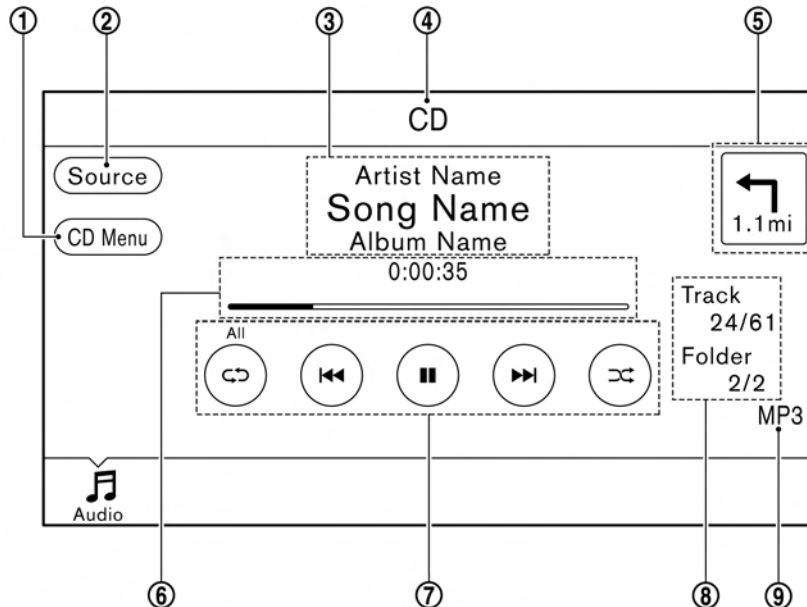 ① ② ③ ④ ⑤
CD
Source
Artist Name
Song Name
Album Name
1.1mi
CD Menu
0:00:35
Track
24/61
Folder
2/2
All
MP3
Audio
⑥ ⑦ ⑧ ⑨